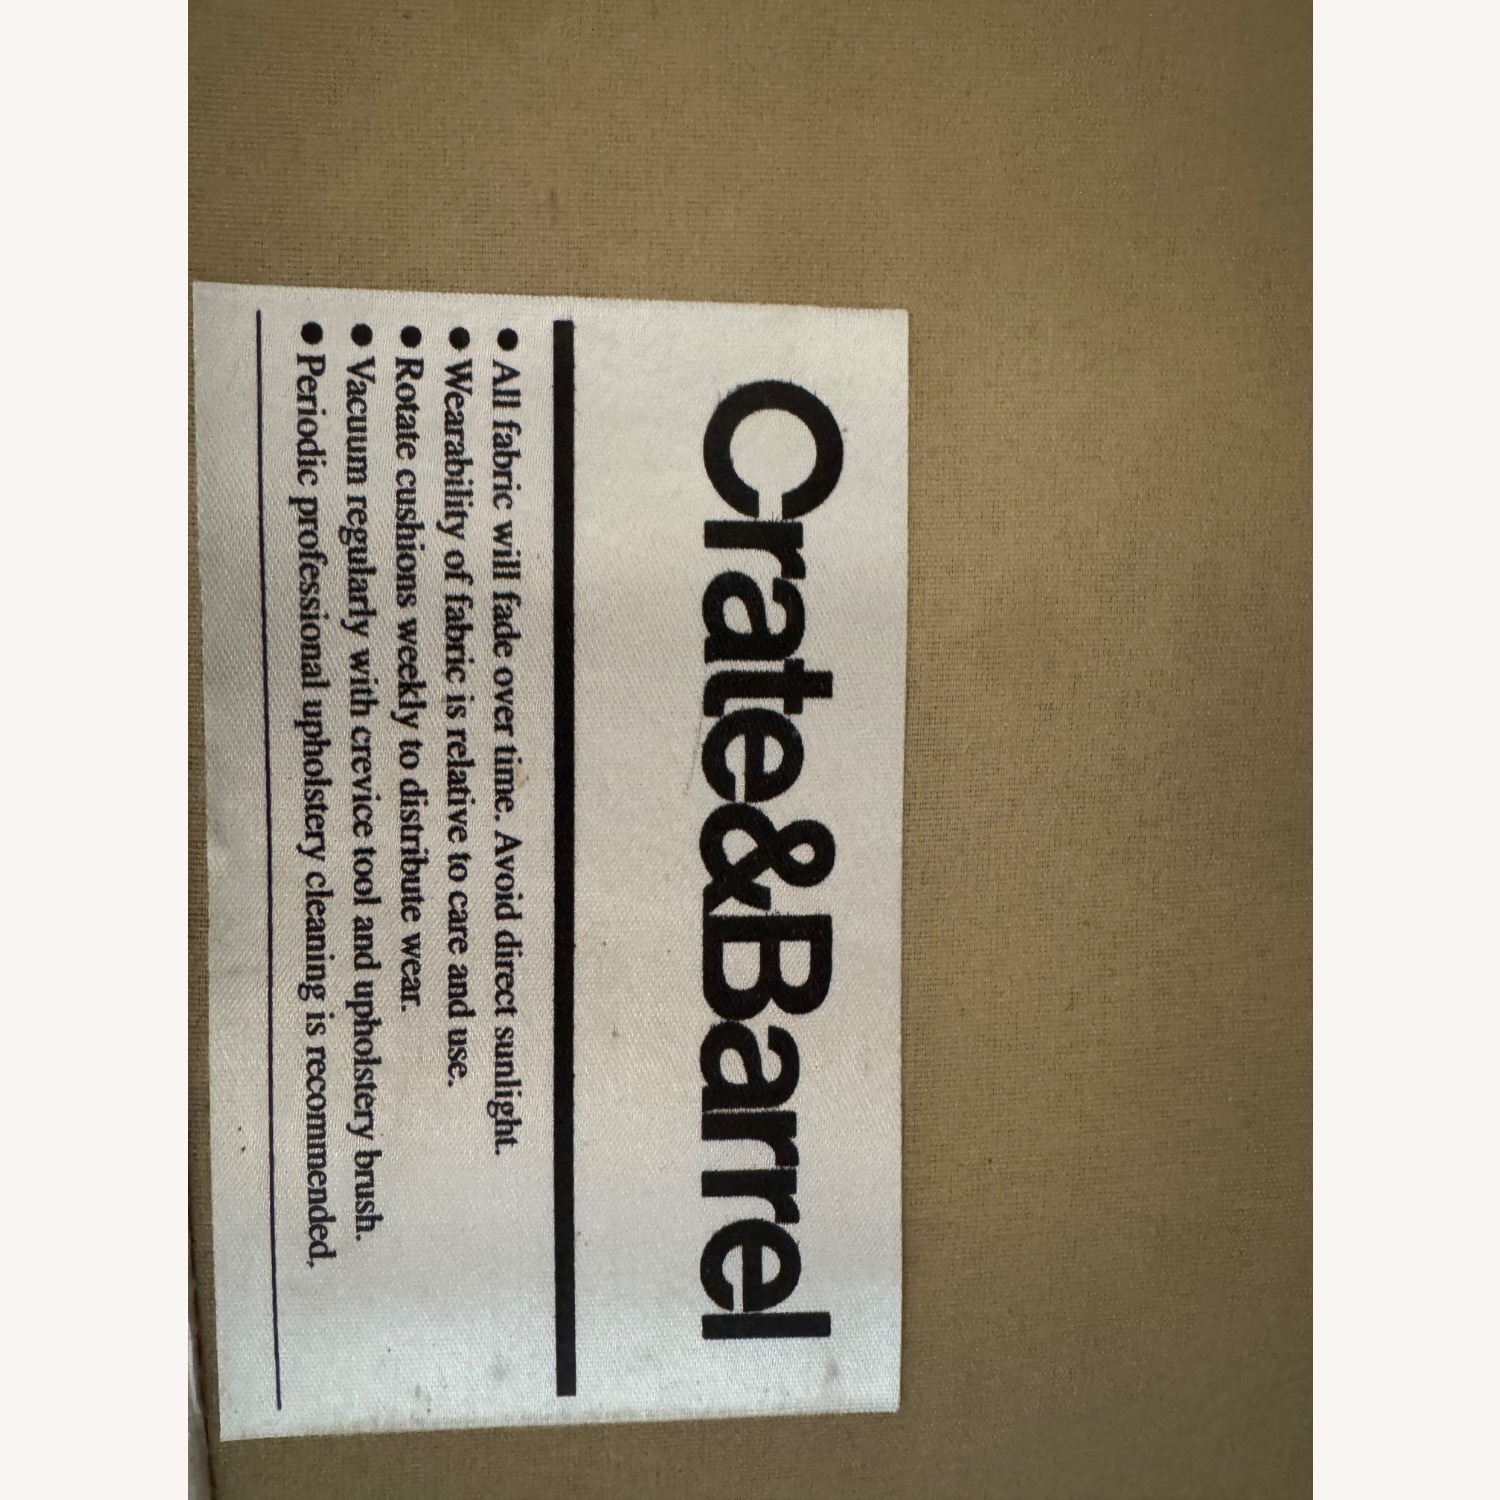 Crate&Barrel
● All fabric will fade over time. Avoid direct sunlight.
● Wearability of fabric is relative to care and use.
● Rotate cushions weekly to distribute wear.
● Vacuum regularly with crevice tool and upholstery brush.
● Periodic professional upholstery cleaning is recommended.